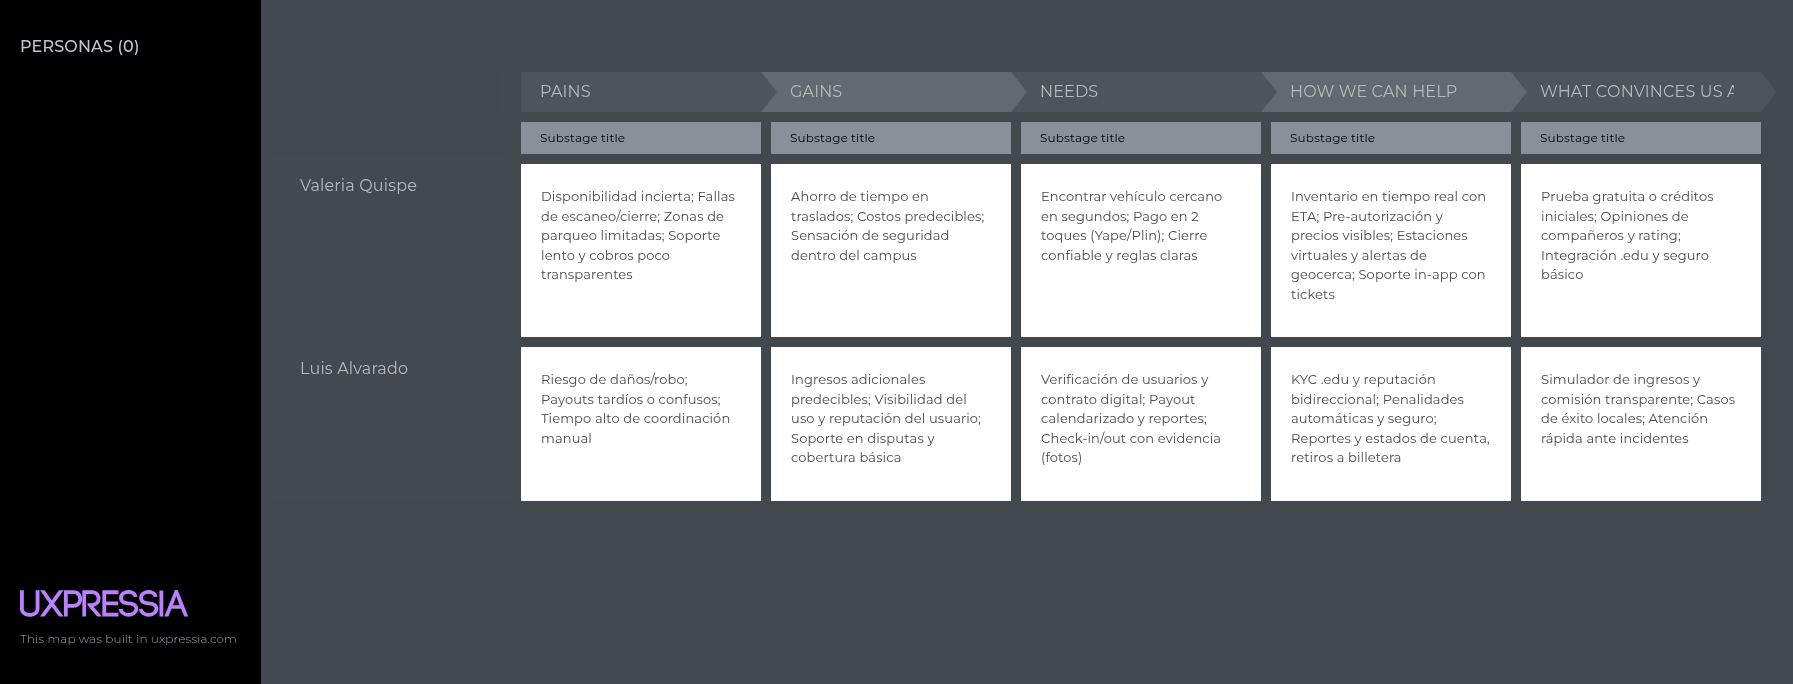 PERSONAS (0)
PAINS
GAINS
NEEDS
HOW WE CAN HELP
WHAT CONVINCES US
Substage title
Substage title
Substage title
Substage title
Substage title
Valeria Quispe
Disponibilidad incierta; Fallas
de escaneo/cierre; Zonas de
parqueo limitadas; Soporte
lento y cobros poco
transparentes
Ahorro de tiempo en
traslados; Costos predecibles;
Sensación de seguridad
dentro del campus
Encontrar vehículo cercano
en segundos; Pago en 2
toques (Yape/Plin); Cierre
confiable y reglas claras
Inventario en tiempo real con
ETA; Pre-autorización y
precios visibles; Estaciones
virtuales y alertas de
geocerca; Soporte in-app con
tickets
Prueba gratuita o créditos
iniciales; Opiniones de
compañeros y rating;
Integración .edu y seguro
básico
Luis Alvarado
Riesgo de daños/robo;
Payouts tardíos o confusos;
Tiempo alto de coordinación
manual
Ingresos adicionales
predecibles; Visibilidad del
uso y reputación del usuario;
Soporte en disputas y
cobertura básica
Verificación de usuarios y
contrato digital; Payout
calendarizado y reportes;
Check-in/out con evidencia
(fotos)
KYC .edu y reputación
bidireccional; Penalidades
automáticas y seguro;
Reportes y estados de cuenta,
retiros a billetera
Simulador de ingresos y
comisión transparente; Casos
de éxito locales; Atención
rápida ante incidentes
UXPRESSIA
This map was built in uxpressia.com